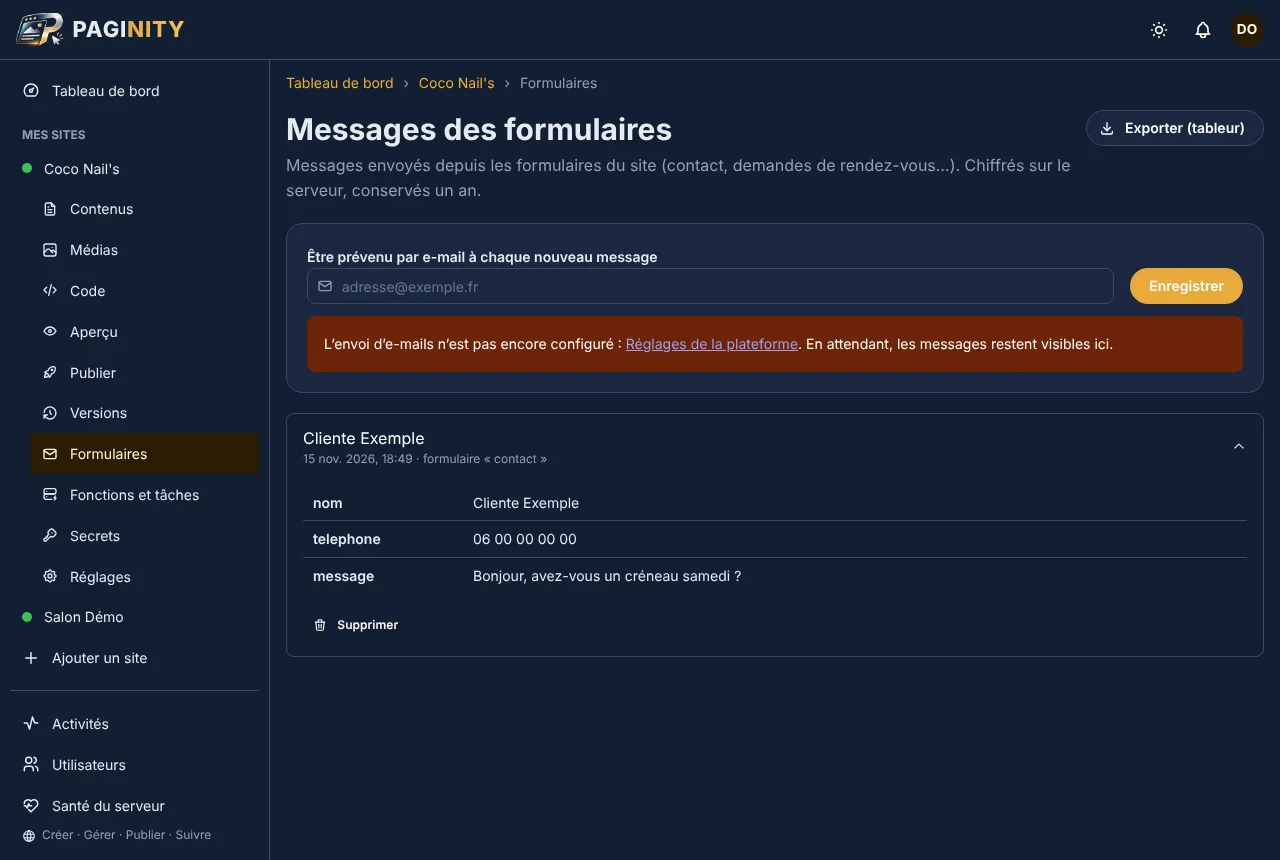 PAGINITY
DO
Tableau de bord
MES SITES
Coco Nail's
Contenus
Médias
Code
Aperçu
Publier
Versions
Formulaires
Fonctions et tâches
Secrets
Réglages
Salon Démo
Ajouter un site
Activités
Utilisateurs
Santé du serveur
Créer · Gérer · Publier · Suivre
Tableau de bord › Coco Nail's › Formulaires
Messages des formulaires
Exporter (tableur)
Messages envoyés depuis les formulaires du site (contact, demandes de rendez-vous…). Chiffrés sur le
serveur, conservés un an.
Être prévenu par e-mail à chaque nouveau message
adresse@exemple.fr
Enregistrer
L’envoi d’e-mails n’est pas encore configuré : Réglages de la plateforme. En attendant, les messages restent visibles ici.
Cliente Exemple
15 nov. 2026, 18:49 · formulaire « contact »
nom Cliente Exemple
telephone 06 00 00 00 00
message Bonjour, avez-vous un créneau samedi ?
Supprimer